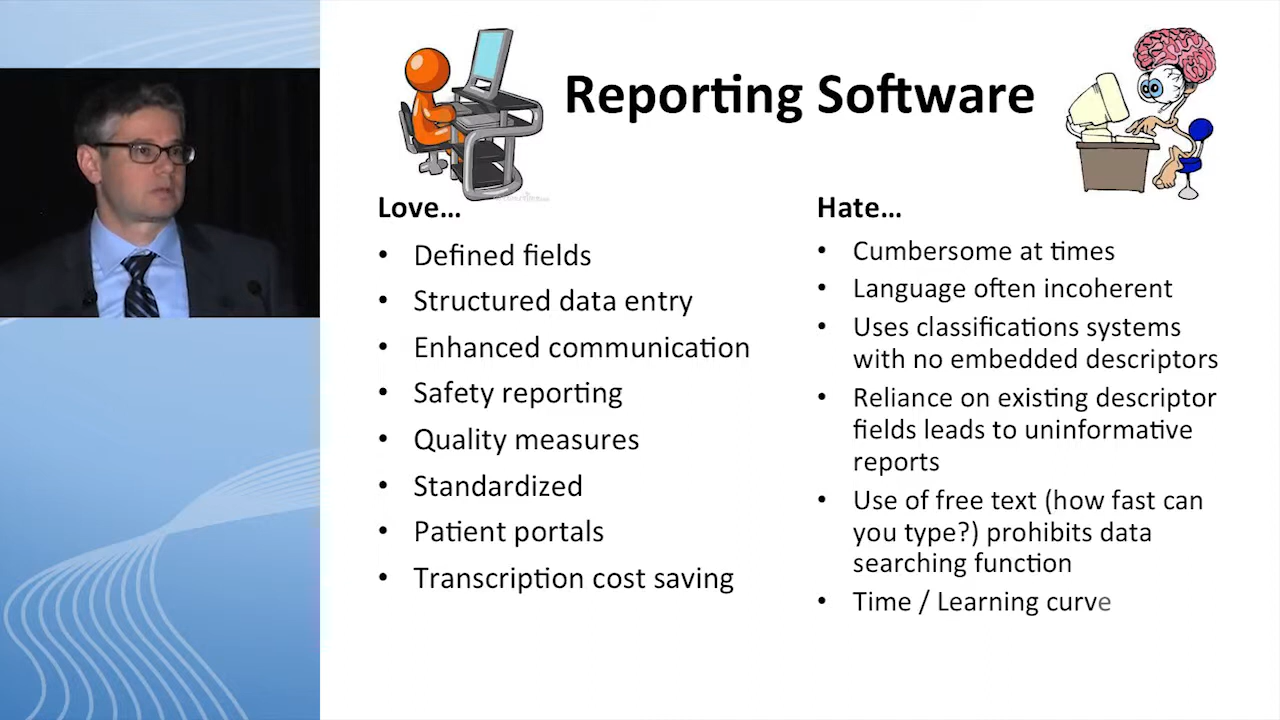 Reporting Software
Love...
• Defined fields
• Structured data entry
• Enhanced communication
• Safety reporting
• Quality measures
• Standardized
• Patient portals
• Transcription cost saving
Hate...
• Cumbersome at times
• Language often incoherent
• Uses classifications systems
with no embedded descriptors
• Reliance on existing descriptor
fields leads to uninformative
reports
• Use of free text (how fast can
you type?) prohibits data
searching function
• Time / Learning curve